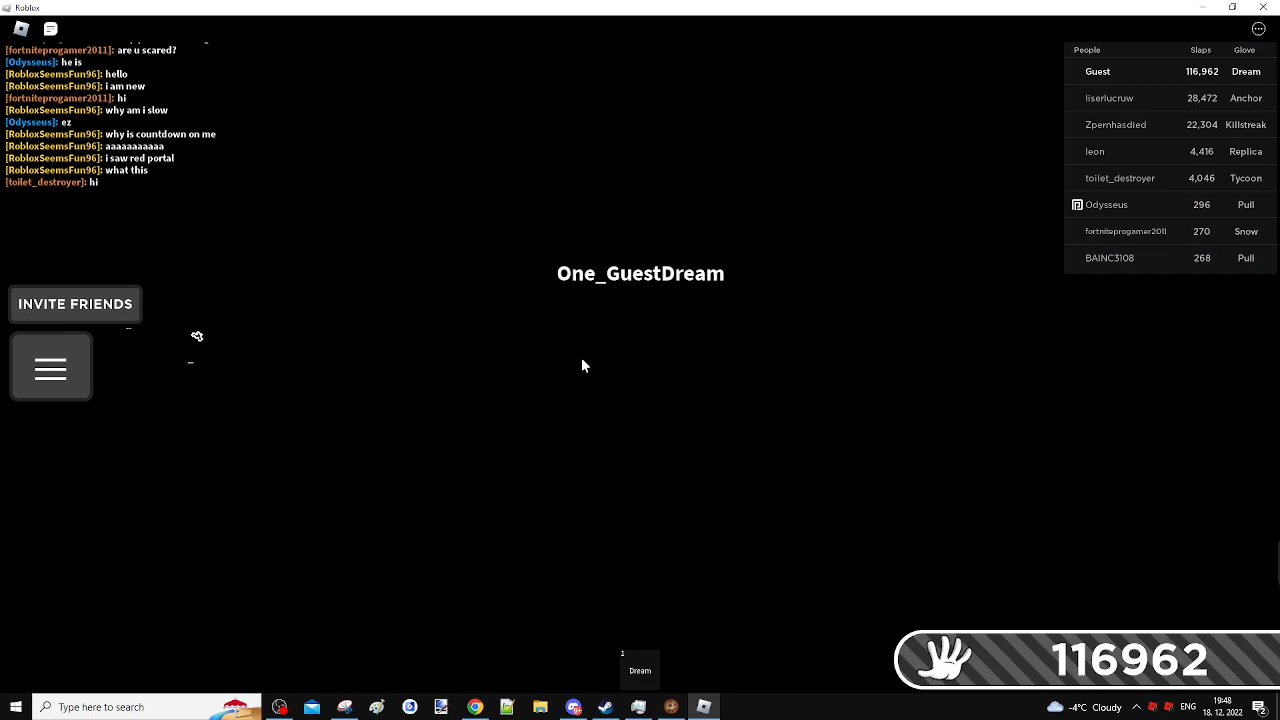 Roblox
[fortniteprogamer2011]: are u scared?
[Odysseus]: he is
[RobloxSeemsFun96]: hello
[RobloxSeemsFun96]: i am new
[fortniteprogamer2011]: hi
[RobloxSeemsFun96]: why am i slow
[Odysseus]: ez
[RobloxSeemsFun96]: why is countdown on me
[RobloxSeemsFun96]: aaaaaaaaaaa
[RobloxSeemsFun96]: i saw red portal
[RobloxSeemsFun96]: what this
[toilet_destroyer]: hi
People Slaps Glove
Guest 116,962 Dream
liserlucruw 28,472 Anchor
Zpernhasdied 22,304 Killstreak
leon 4,416 Replica
toilet_destroyer 4,046 Tycoon
Odysseus 296 Pull
fortniteprogamer2011 270 Snow
BAINC3108 268 Pull
One_GuestDream
INVITE FRIENDS
1
Dream
116962
Type here to search
-4°C Cloudy
ENG
19:48
18. 12. 2022
2